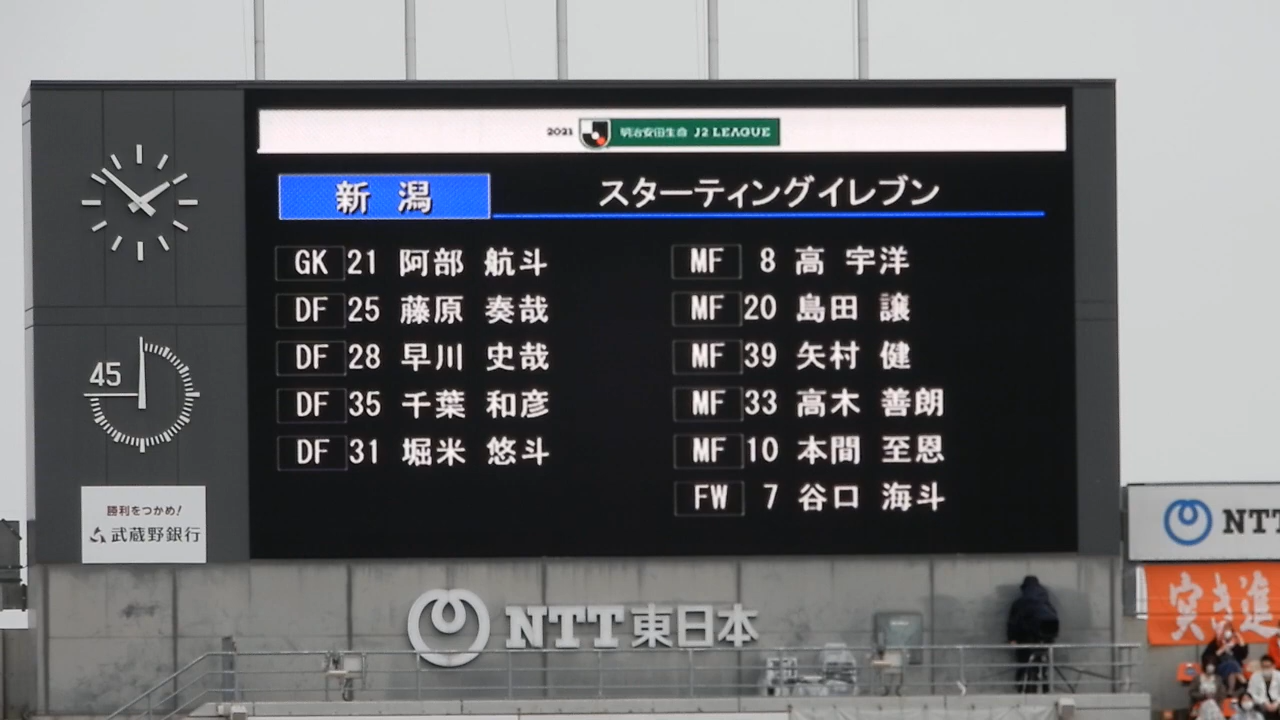 2021 明治安田生命 J2 LEAGUE
新潟 スターティングイレブン
GK 21 阿部 航斗
DF 25 藤原 奏哉
DF 28 早川 史哉
DF 35 千葉 和彦
DF 31 堀米 悠斗
MF 8 高 宇洋
MF 20 島田 譲
MF 39 矢村 健
MF 33 高木 善朗
MF 10 本間 至恩
FW 7 谷口 海斗
45
勝利をつかめ!
武蔵野銀行
NTT東日本
NTT
突き進